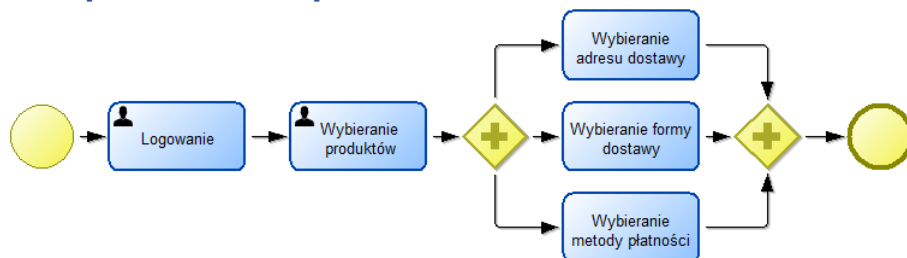 Logowanie
Wybieranie
produktów
Wybieranie
adresu dostawy
Wybieranie formy
dostawy
Wybieranie
metody płatności